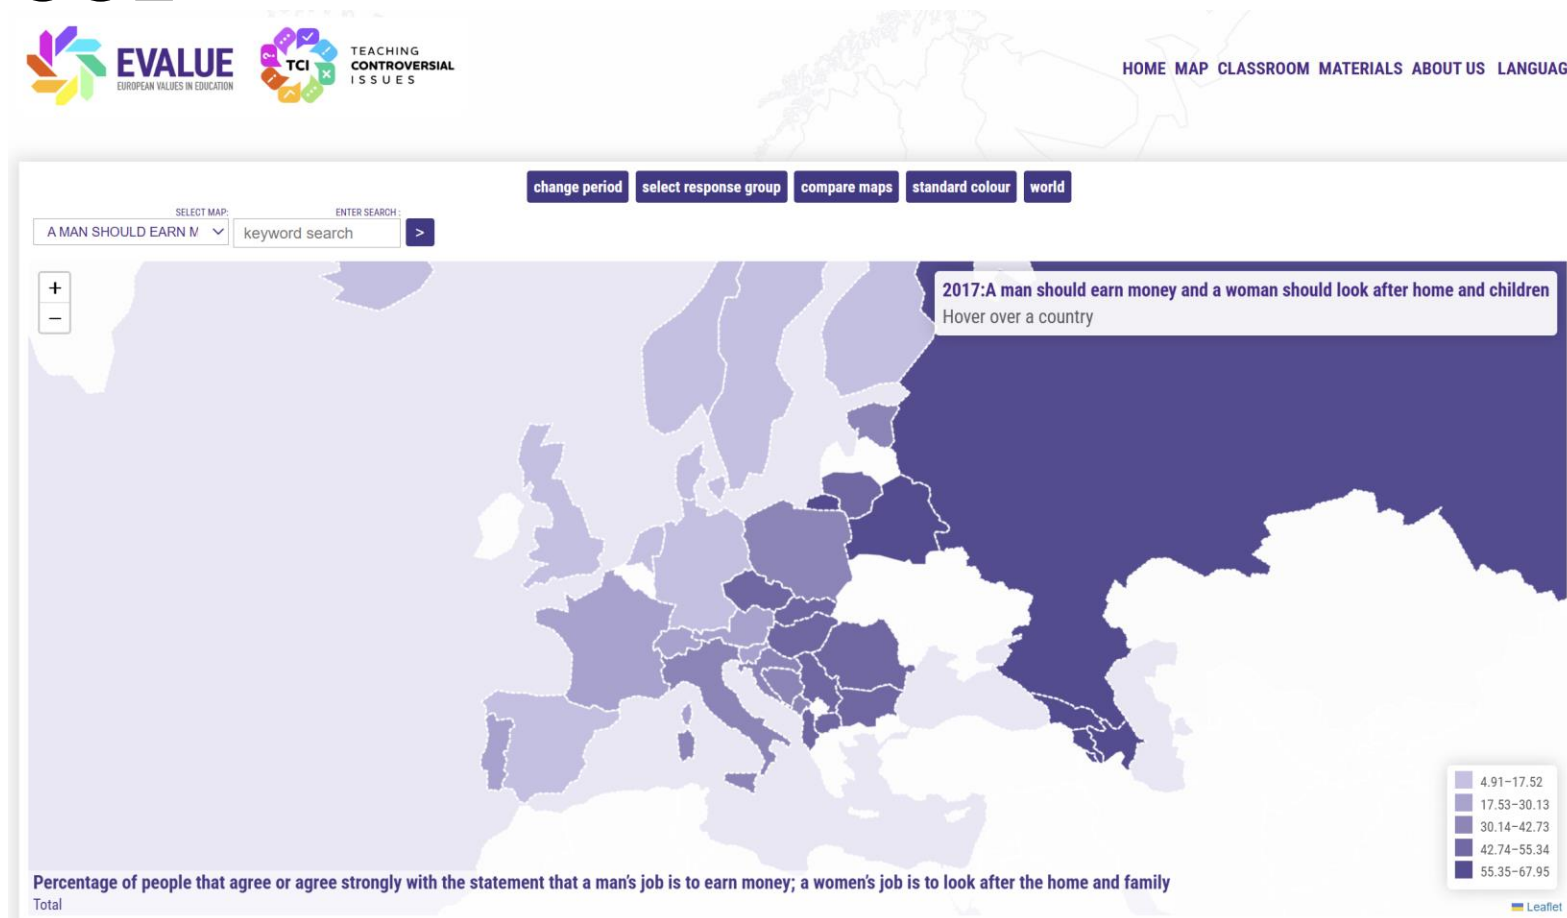 EVALUE
EUROPEAN VALUES IN EDUCATION
TCI
TEACHING
CONTROVERSIAL
ISSUES
HOME MAP CLASSROOM MATERIALS ABOUT US LANGUAG
change period select response group compare maps standard colour world
SELECT MAP: ENTER SEARCH :
A MAN SHOULD EARN M keyword search >
+
−
2017:A man should earn money and a woman should look after home and children
Hover over a country
4.91–17.52
17.53–30.13
30.14–42.73
42.74–55.34
55.35–67.95
Percentage of people that agree or agree strongly with the statement that a man's job is to earn money; a women's job is to look after the home and family
Total
Leaflet